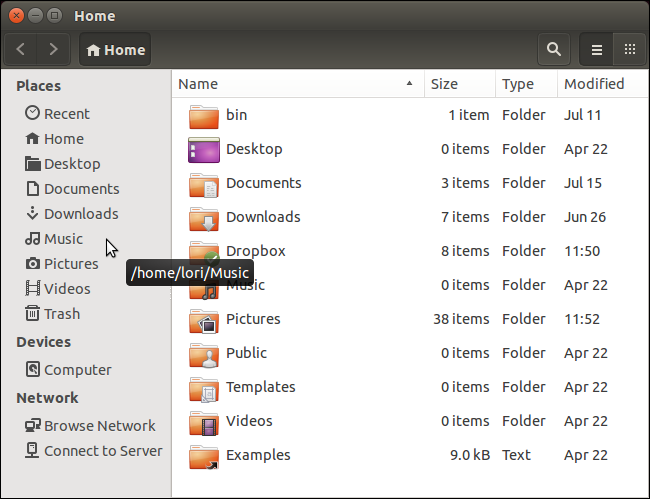 Home
Home
Places
Recent
Home
Desktop
Documents
Downloads
Music
Pictures
Videos
Trash
Devices
Computer
Network
Browse Network
Connect to Server
/home/lori/Music
Name Size Type Modified
bin 1 item Folder Jul 11
Desktop 0 items Folder Apr 22
Documents 3 items Folder Jul 15
Downloads 7 items Folder Jun 26
Dropbox 8 items Folder 11:50
Music 0 items Folder Apr 22
Pictures 38 items Folder 11:52
Public 0 items Folder Apr 22
Templates 0 items Folder Apr 22
Videos 0 items Folder Apr 22
Examples 9.0 kB Text Apr 22